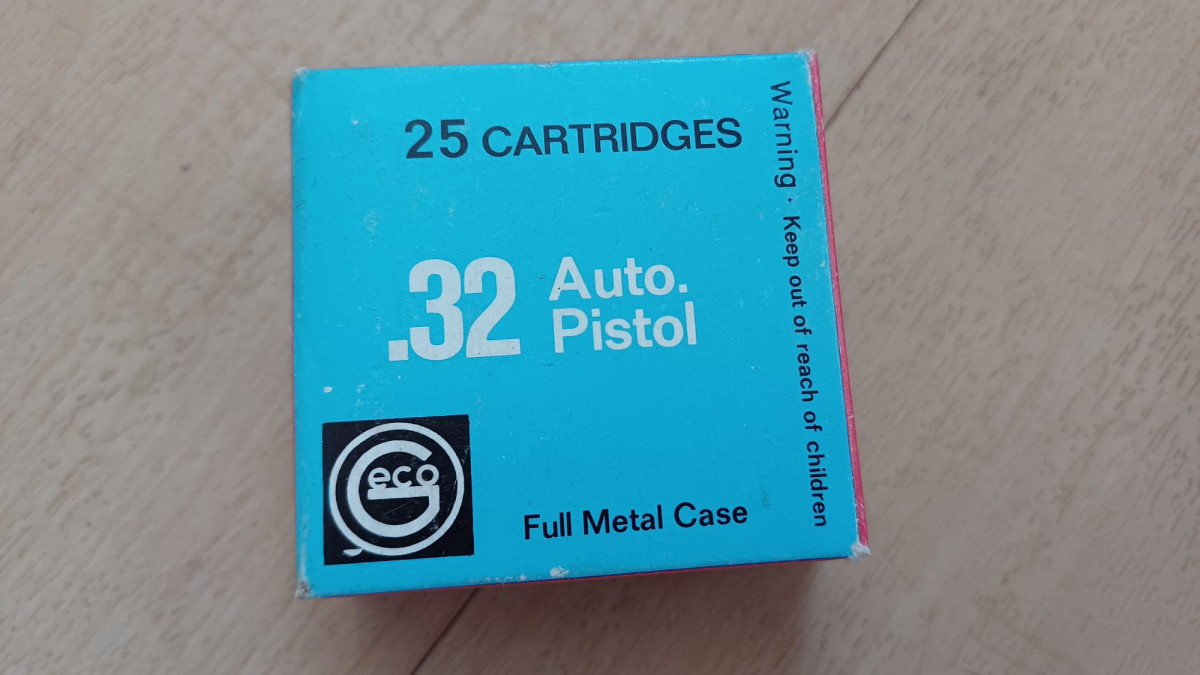 25 CARTRIDGES
.32 Auto.
Pistol
Geco
Full Metal Case
Warning · Keep out of reach of children